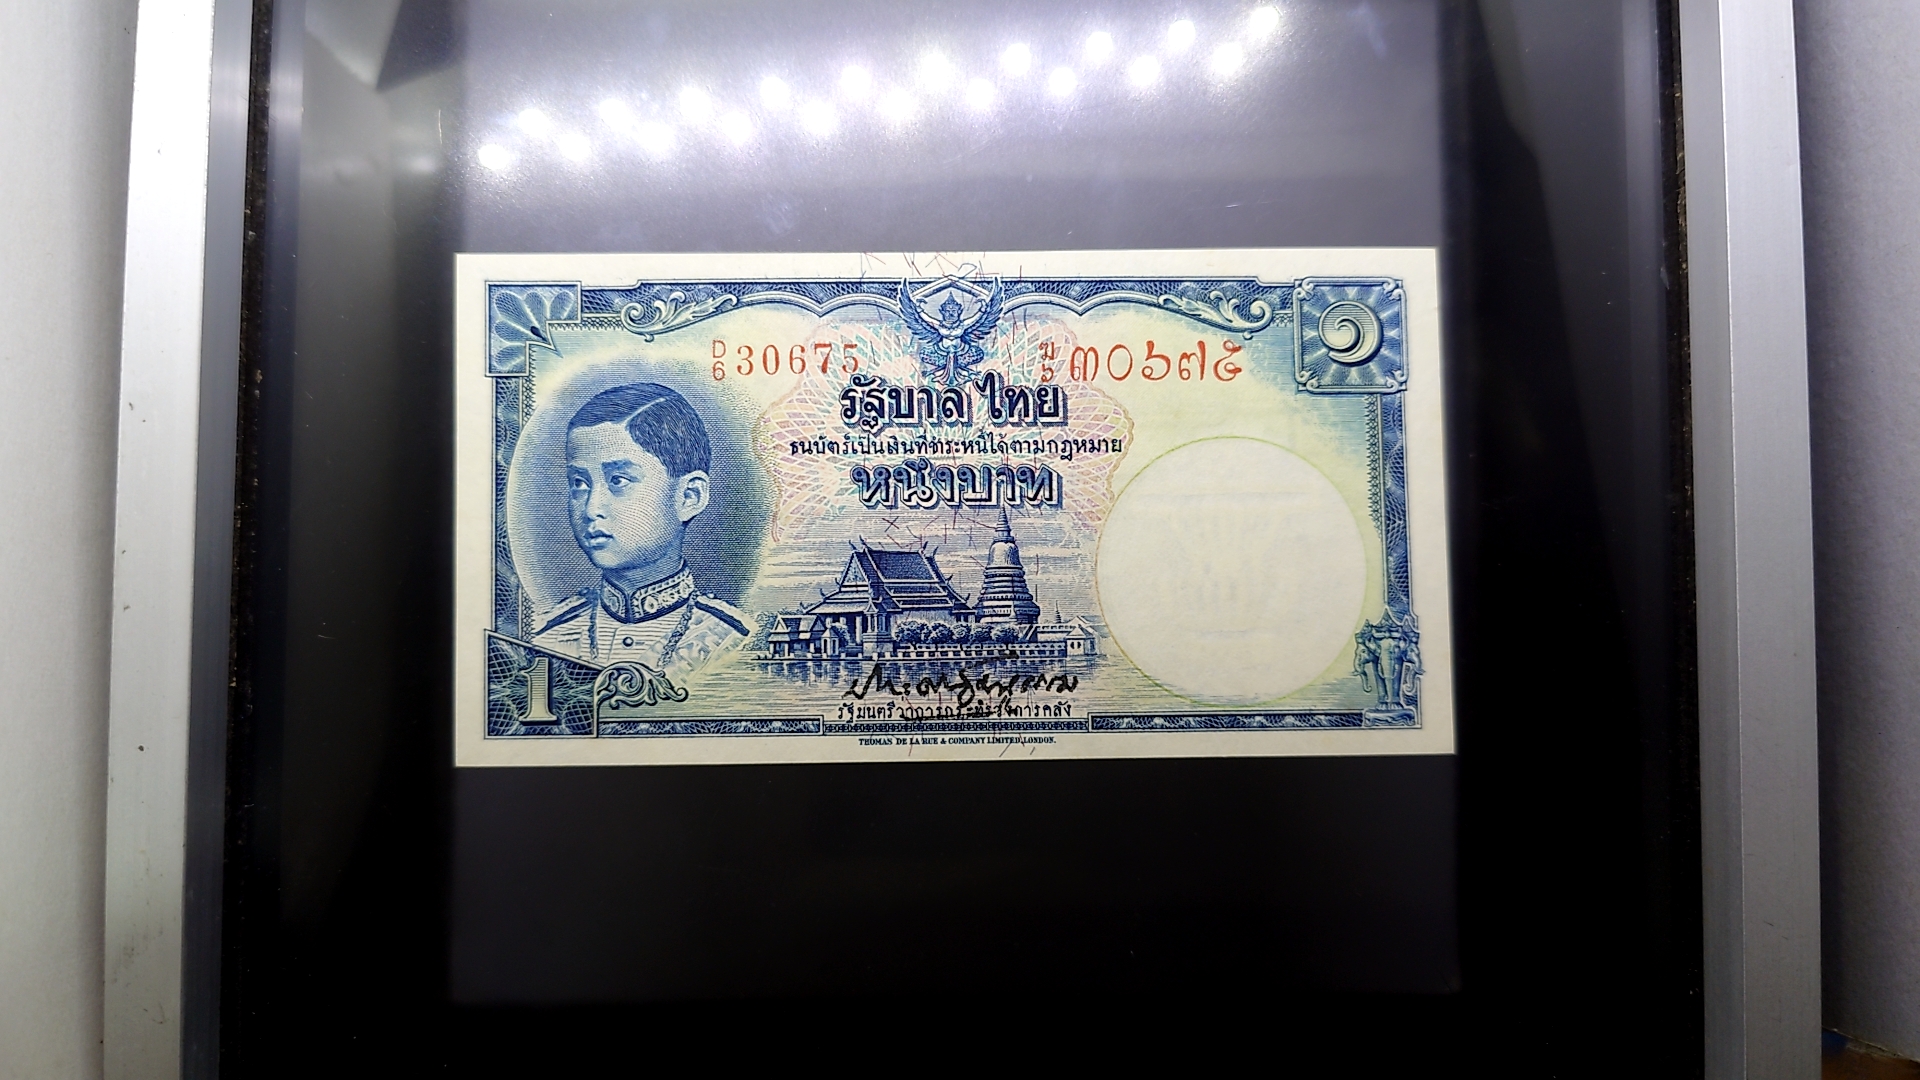 ๑
D/6 30675 ฆ/๖ ๓๐๖๗๕
รัฐบาลไทย
ธนบัตร์เป็นเงินที่ชำระหนี้ได้ตามกฎหมาย
หนึ่งบาท
1
รัฐมนตรีว่าการกระทรวงการคลัง
THOMAS DE LA RUE & COMPANY LIMITED, LONDON.